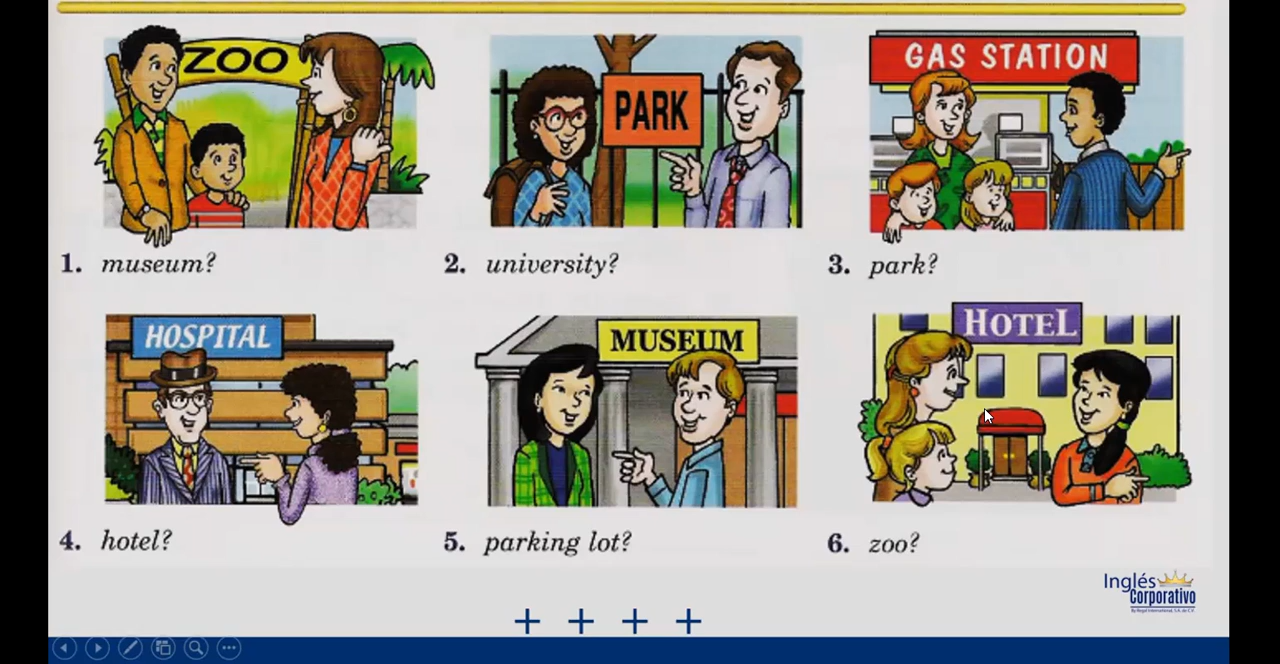 ZOO
PARK
GAS STATION
1. museum?
2. university?
3. park?
HOSPITAL
MUSEUM
HOTEL
4. hotel?
5. parking lot?
6. zoo?
Inglés
Corporativo